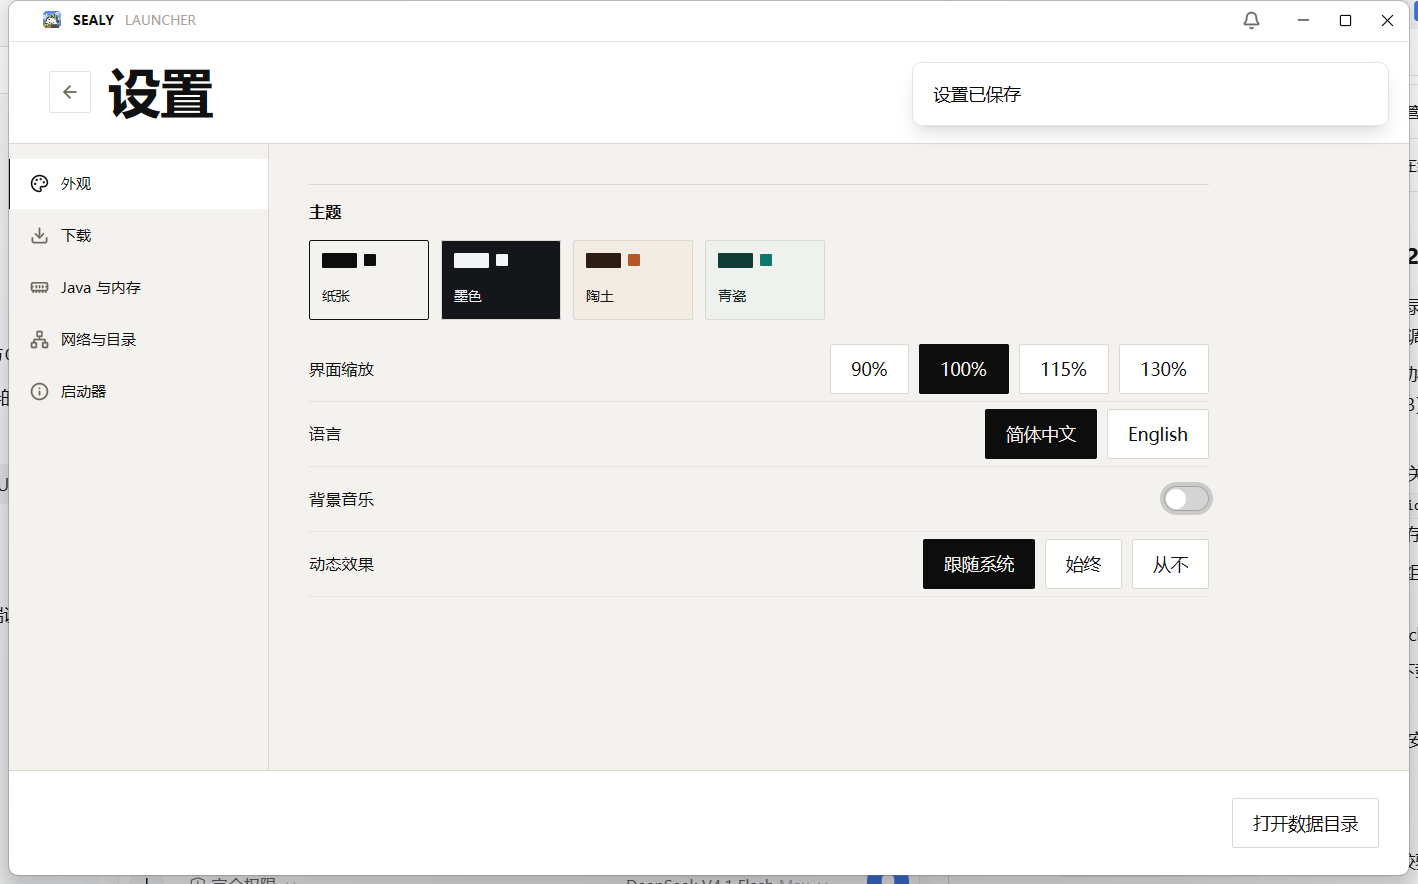 SEALY LAUNCHER
设置
设置已保存
外观
下载
Java 与内存
网络与目录
启动器
主题
纸张
墨色
陶土
青瓷
界面缩放
90%
100%
115%
130%
语言
简体中文
English
背景音乐
动态效果
跟随系统
始终
从不
打开数据目录